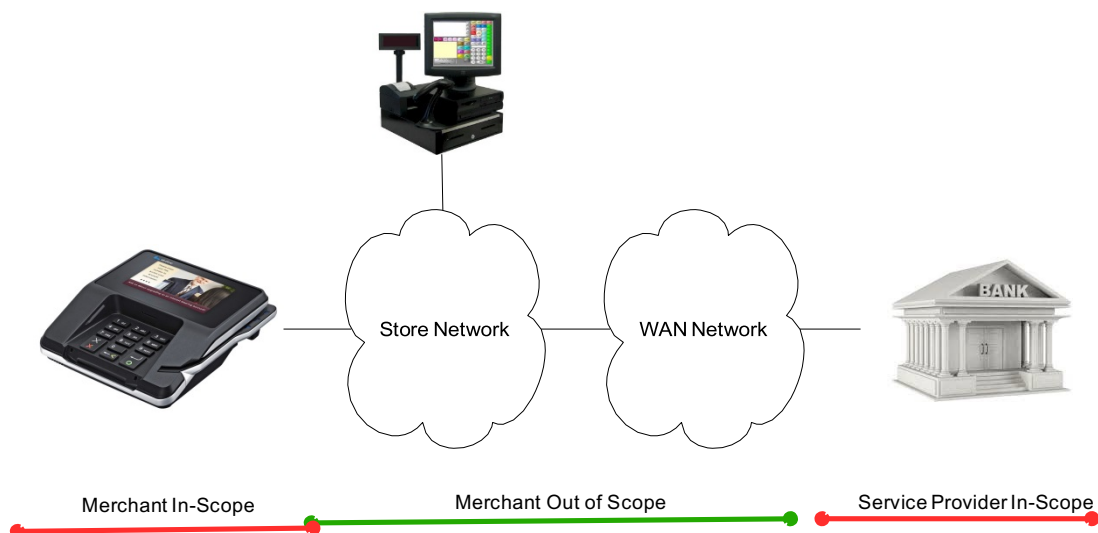 BANK
Store Network
WAN Network
Merchant In-Scope
Merchant Out of Scope
Service Provider In-Scope